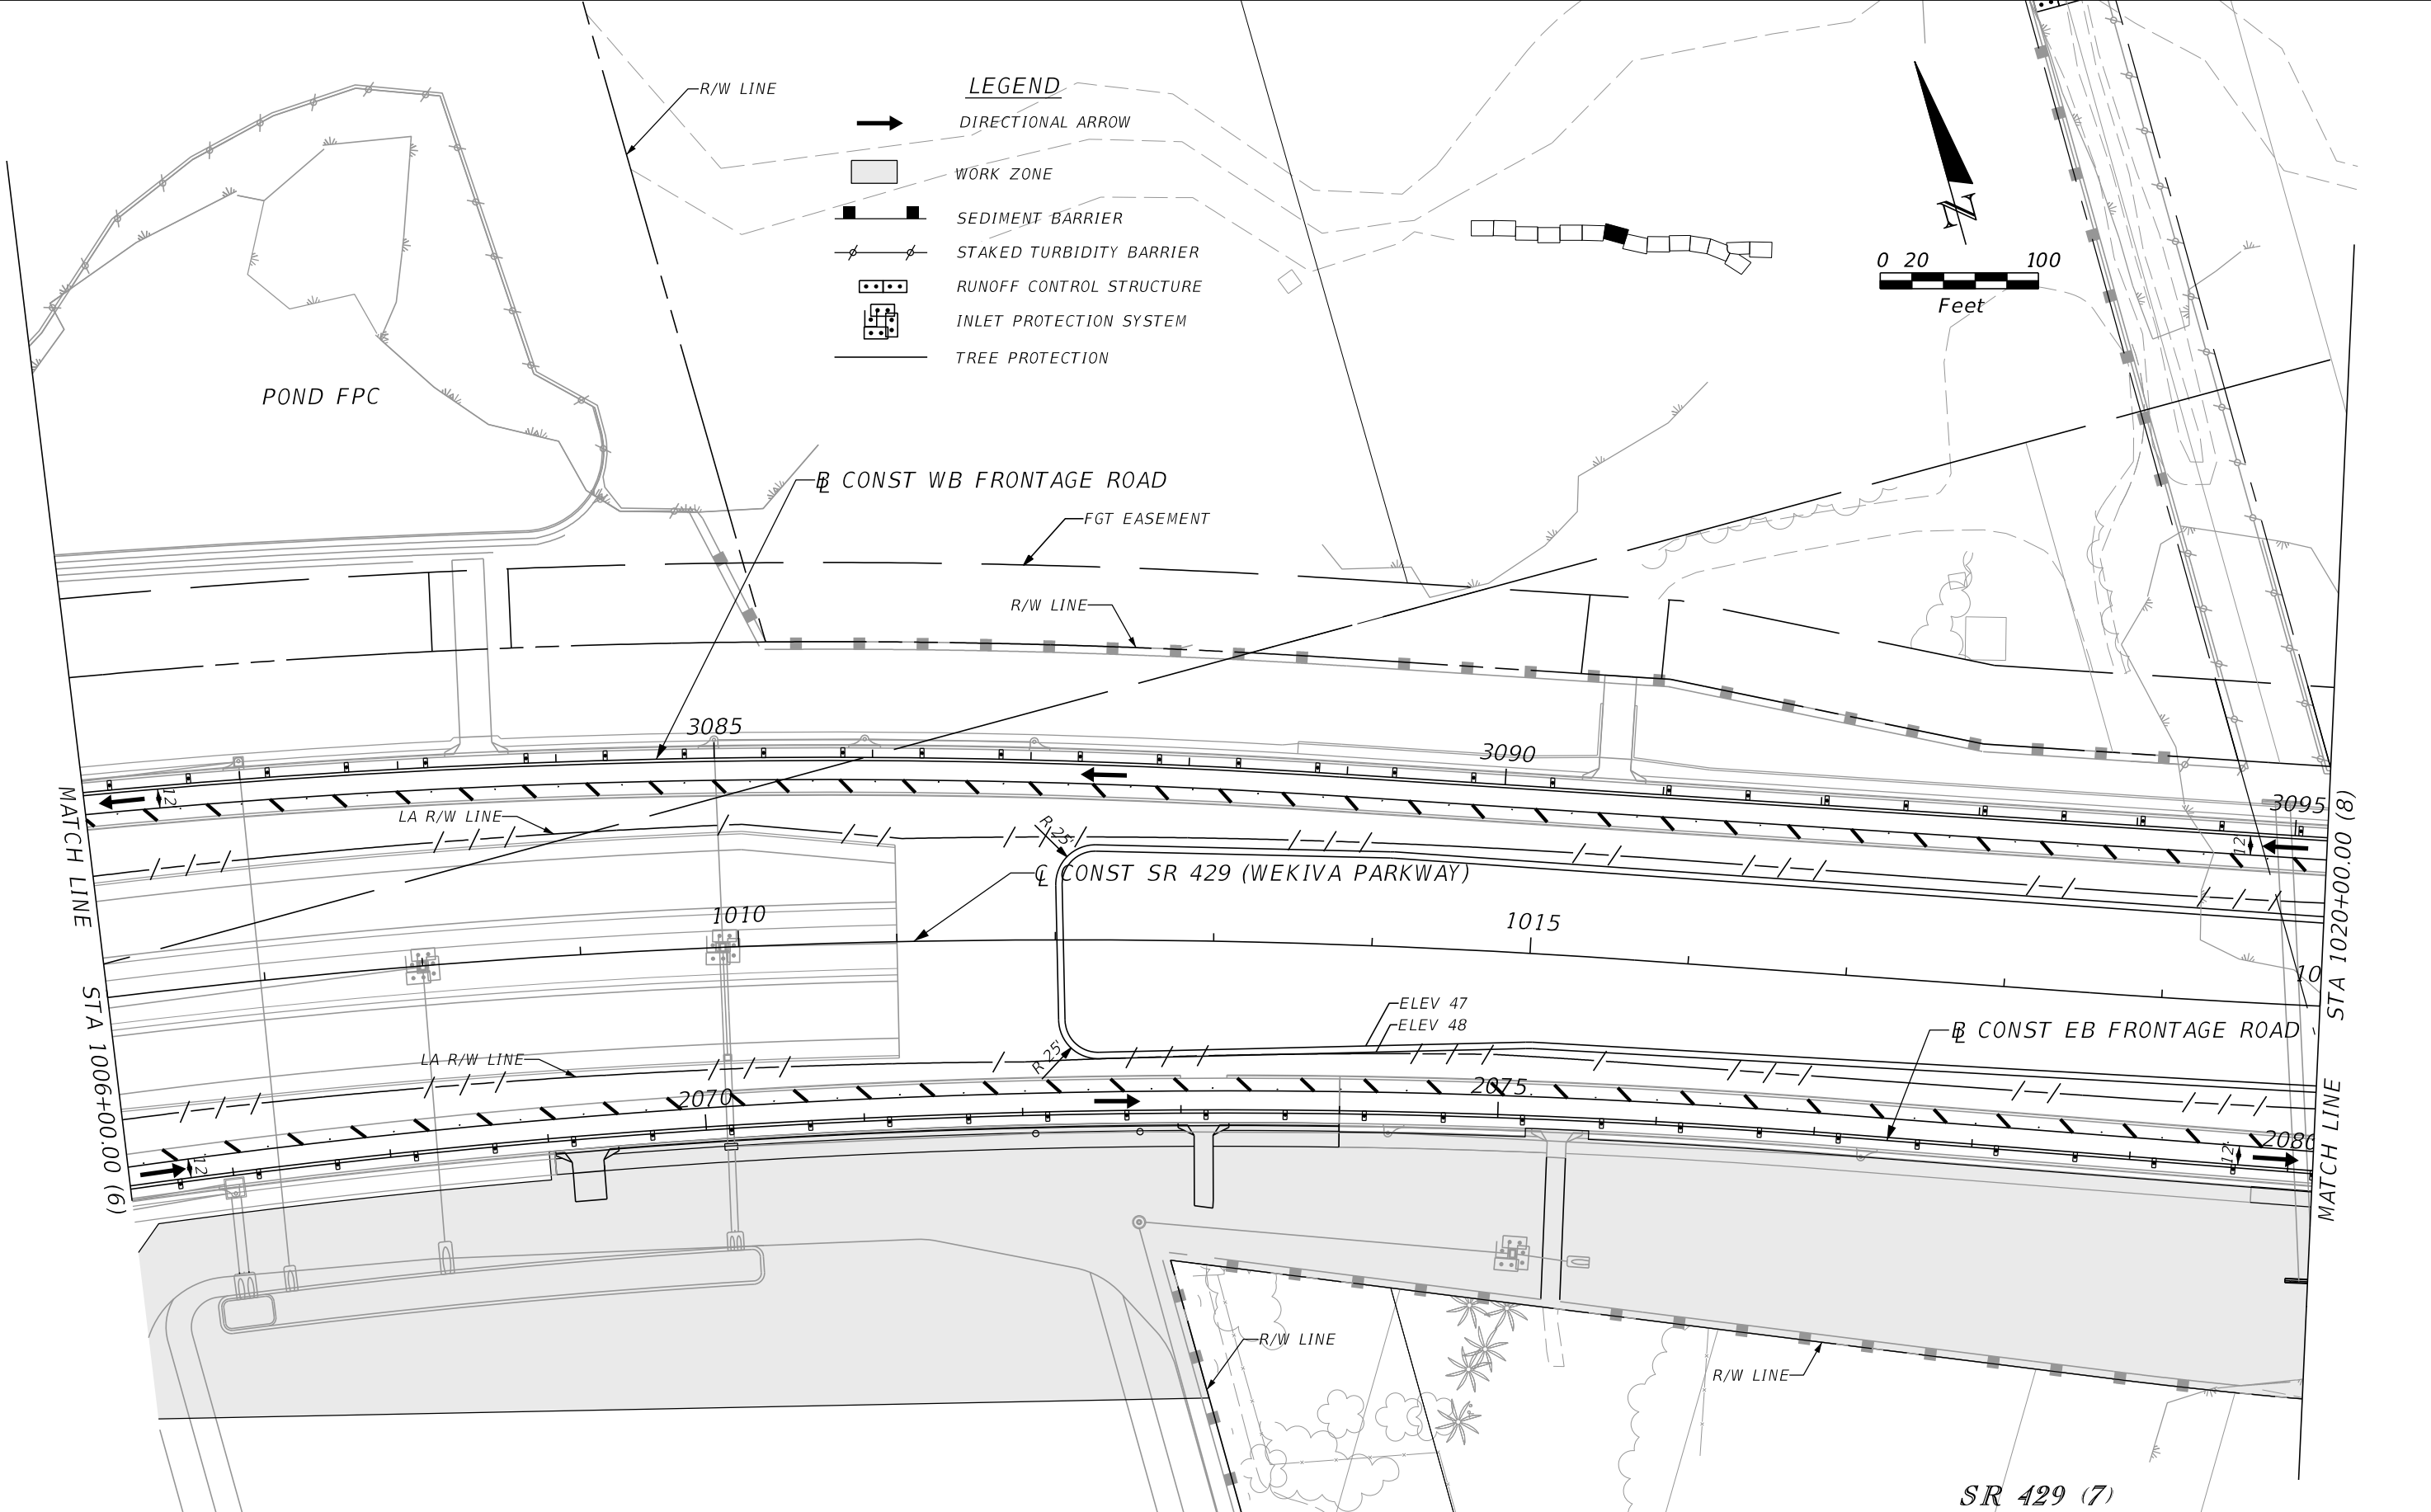 R/W LINE
LEGEND
DIRECTIONAL ARROW
WORK ZONE
SEDIMENT BARRIER
STAKED TURBIDITY BARRIER
RUNOFF CONTROL STRUCTURE
INLET PROTECTION SYSTEM
TREE PROTECTION
N
0 20 100
Feet
POND FPC
BL CONST WB FRONTAGE ROAD
FGT EASEMENT
R/W LINE
3085
3090
3095
12
12
LA R/W LINE
R 25'
CL CONST SR 429 (WEKIVA PARKWAY)
1010
1015
10
ELEV 47
ELEV 48
BL CONST EB FRONTAGE ROAD
LA R/W LINE
R 25'
2070
2075
2080
12
12
MATCH LINE STA 1006+00.00 (6)
MATCH LINE STA 1020+00.00 (8)
R/W LINE
R/W LINE
SR 429 (7)